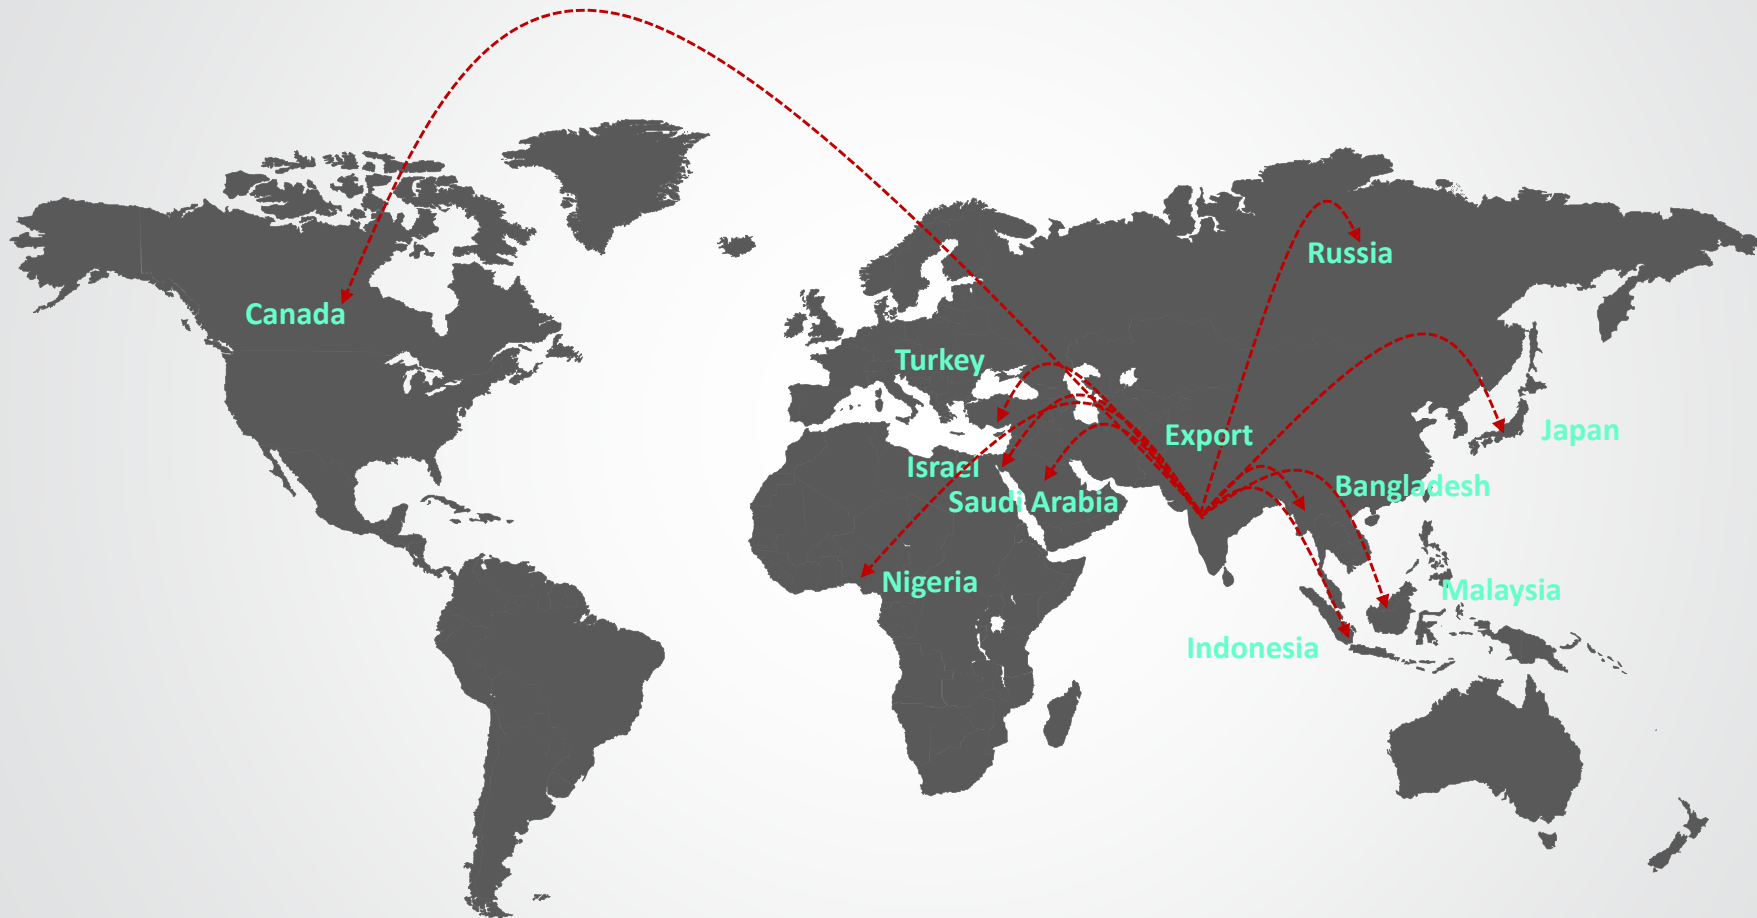 Russia
Canada
Turkey
Export
Japan
Israel
Bangladesh
Saudi Arabia
Nigeria
Malaysia
Indonesia